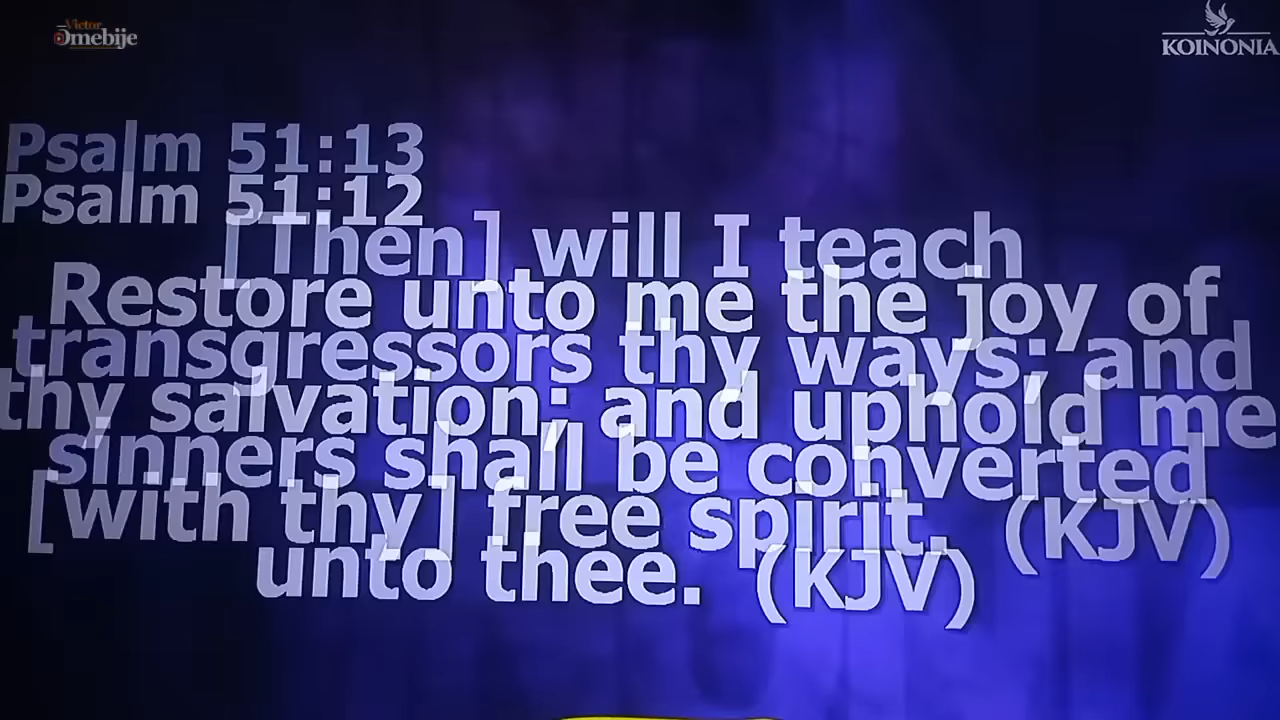 Victor
Omebije
KOINONIA
Psalm 51:13
Psalm 51:12
[Then] will I teach
Restore unto me the joy of
transgressors thy ways; and
thy salvation; and uphold me
sinners shall be converted
[with thy] free spirit. (KJV)
unto thee. (KJV)